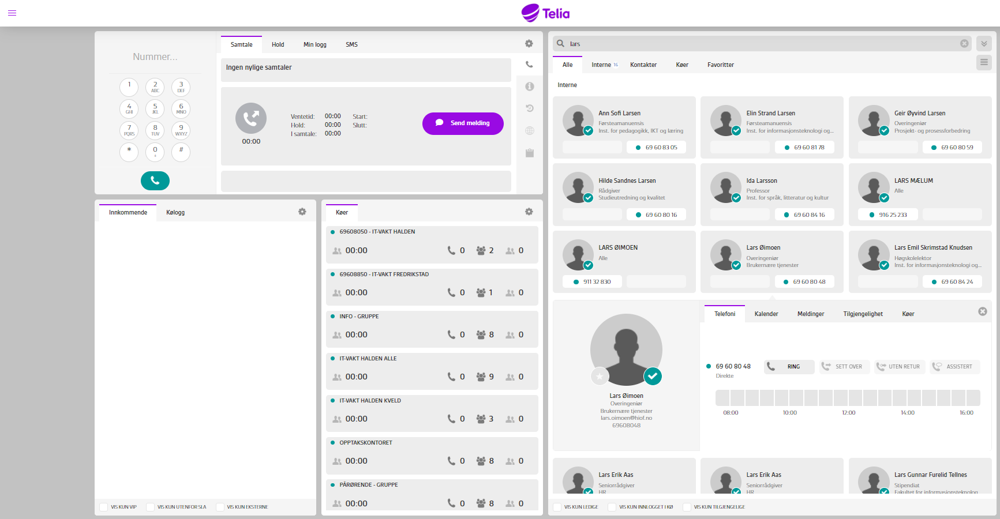 Telia
Nummer...
1
2
ABC
3
DEF
4
GHI
5
JKL
6
MNO
7
PQRS
8
TUV
9
WXYZ
*
0
+
#
Samtale Hold Min logg SMS
Ingen nylige samtaler
00:00
Ventetid: 00:00 Start:
Hold: 00:00 Slutt:
I samtale: 00:00
Send melding
Innkommende Kølogg
VIS KUN VIP VIS KUN UTENFOR SLA VIS KUN EKSTERNE
Køer
69608050 - IT-VAKT HALDEN
00:00 0 2 0
69608850 - IT-VAKT FREDRIKSTAD
00:00 0 1 0
INFO - GRUPPE
00:00 0 8 0
IT-VAKT HALDEN ALLE
00:00 0 9 0
IT-VAKT HALDEN KVELD
00:00 0 3 0
OPPTAKSKONTORET
00:00 0 8 0
PÅRØRENDE - GRUPPE
00:00 0 8 0
lars
Alle Interne 16 Kontakter Køer Favoritter
Interne
Ann Sofi Larsen
Førsteamanuensis
Inst. for pedagogikk, IKT og læring
69 60 83 05
Elin Strand Larsen
Førsteamanuensis
Inst. for informasjonsteknologi og...
69 60 81 78
Geir Øyvind Larsen
Overingeniør
Prosjekt- og prosessforbedring
69 60 80 59
Hilde Sandnes Larsen
Rådgiver
Studieutredning og kvalitet
69 60 80 16
Ida Larsson
Professor
Inst. for språk, litteratur og kultur
69 60 84 16
LARS MÆLUM
Alle
916 25 233
LARS ØIMOEN
Alle
911 32 830
Lars Øimoen
Overingeniør
Brukernære tjenester
69 60 80 48
Lars Emil Skrimstad Knudsen
Høgskolelektor
Inst. for informasjonsteknologi og...
69 60 84 24
Lars Øimoen
Overingeniør
Brukernære tjenester
lars.oimoen@hiof.no
69608048
Telefoni Kalender Meldinger Tilgjengelighet Køer
69 60 80 48 RING SETT OVER UTEN RETUR ASSISTERT
Direkte
08:00 10:00 12:00 14:00 16:00
Lars Erik Aas
Seniorrådgiver
HR
Lars Erik Aas
Seniorrådgiver
HR
Lars Gunnar Furelid Tellnes
Stipendiat
Fakultet for informasjonsteknolog...
VIS KUN LEDIGE VIS KUN INNLOGGET I KØ VIS KUN TILGJENGELIGE